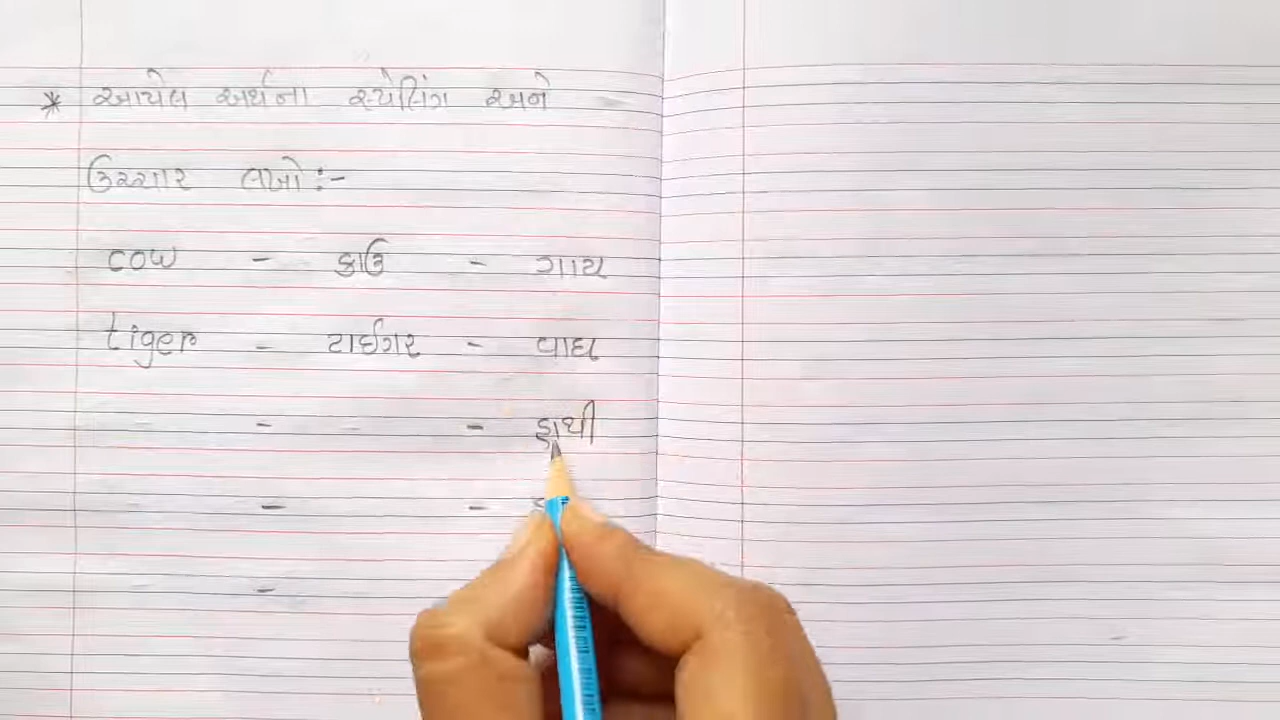 * આપેલ અર્થના સ્પેલિંગ અને
ઉચ્ચાર લખો :-
cow - કાઉ - ગાય
tiger - ટાઈગર - વાઘ
- - હાથી
- -
-